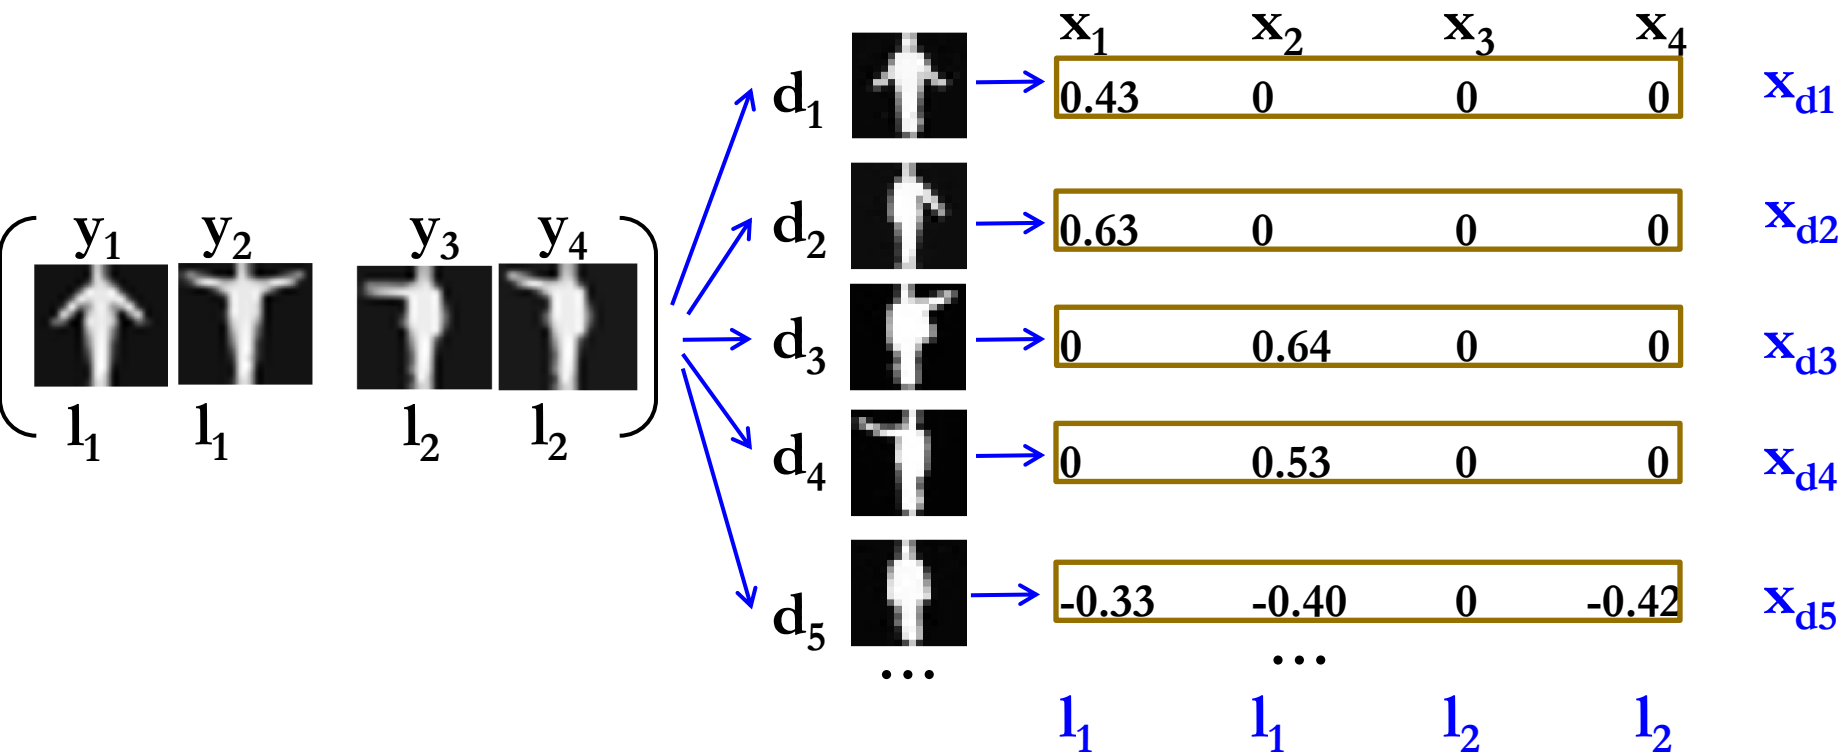 x1 x2 x3 x4
d1 0.43 0 0 0 xd1
d2 0.63 0 0 0 xd2
y1 y2 y3 y4
d3 0 0.64 0 0 xd3
l1 l1 l2 l2
d4 0 0.53 0 0 xd4
d5 -0.33 -0.40 0 -0.42 xd5
... ...
l1 l1 l2 l2